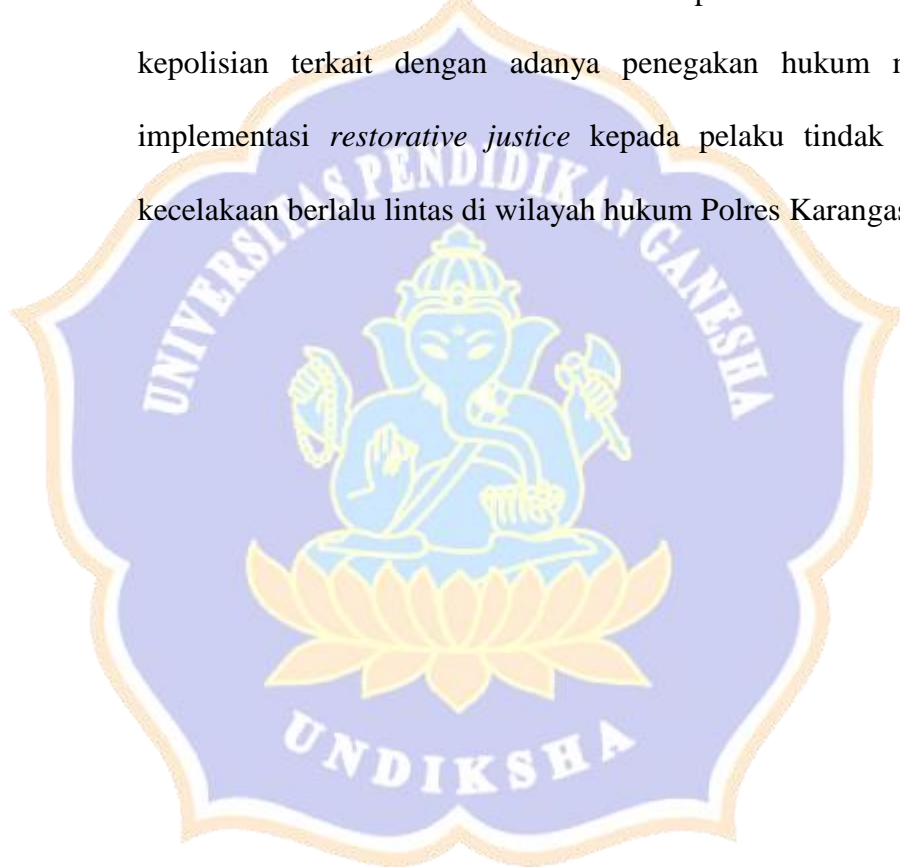 kepolisian terkait dengan adanya penegakan hukum
implementasi restorative justice kepada pelaku tindak
kecelakaan berlalu lintas di wilayah hukum Polres
UNIVERSITAS PENDIDIKAN GANESHA
UNDIKSHA